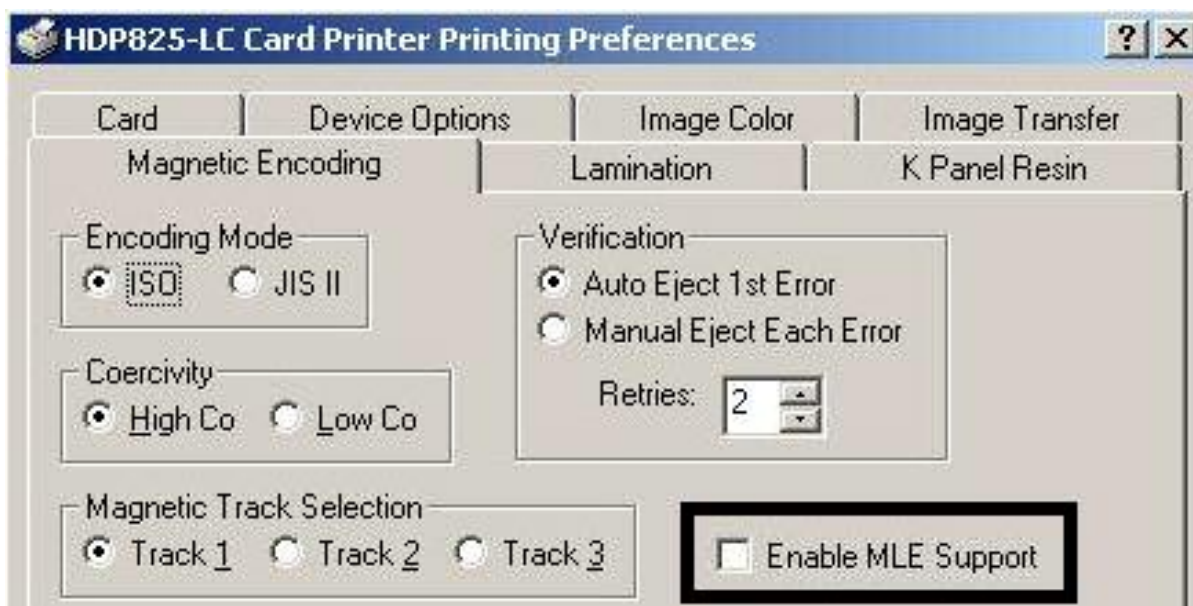 HDP825-LC Card Printer Printing Preferences ? X
Card Device Options Image Color Image Transfer
Magnetic Encoding Lamination K Panel Resin
Encoding Mode
ISO JIS II
Verification
Auto Eject 1st Error
Manual Eject Each Error
Retries: 2
Coercivity
High Co Low Co
Magnetic Track Selection
Track 1 Track 2 Track 3
Enable MLE Support